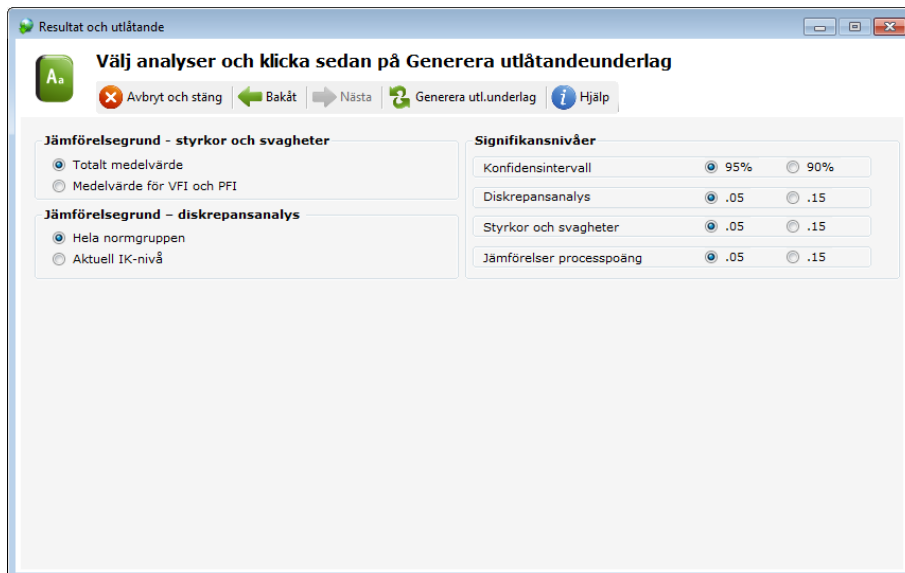 Resultat och utlåtande
Aa
Välj analyser och klicka sedan på Generera utlåtandeunderlag
Avbryt och stäng Bakåt Nästa Generera utl.underlag i Hjälp
Jämförelsegrund - styrkor och svagheter
Totalt medelvärde
Medelvärde för VFI och PFI
Jämförelsegrund – diskrepansanalys
Hela normgruppen
Aktuell IK-nivå
Signifikansnivåer
Konfidensintervall 95% 90%
Diskrepansanalys .05 .15
Styrkor och svagheter .05 .15
Jämförelser processpoäng .05 .15